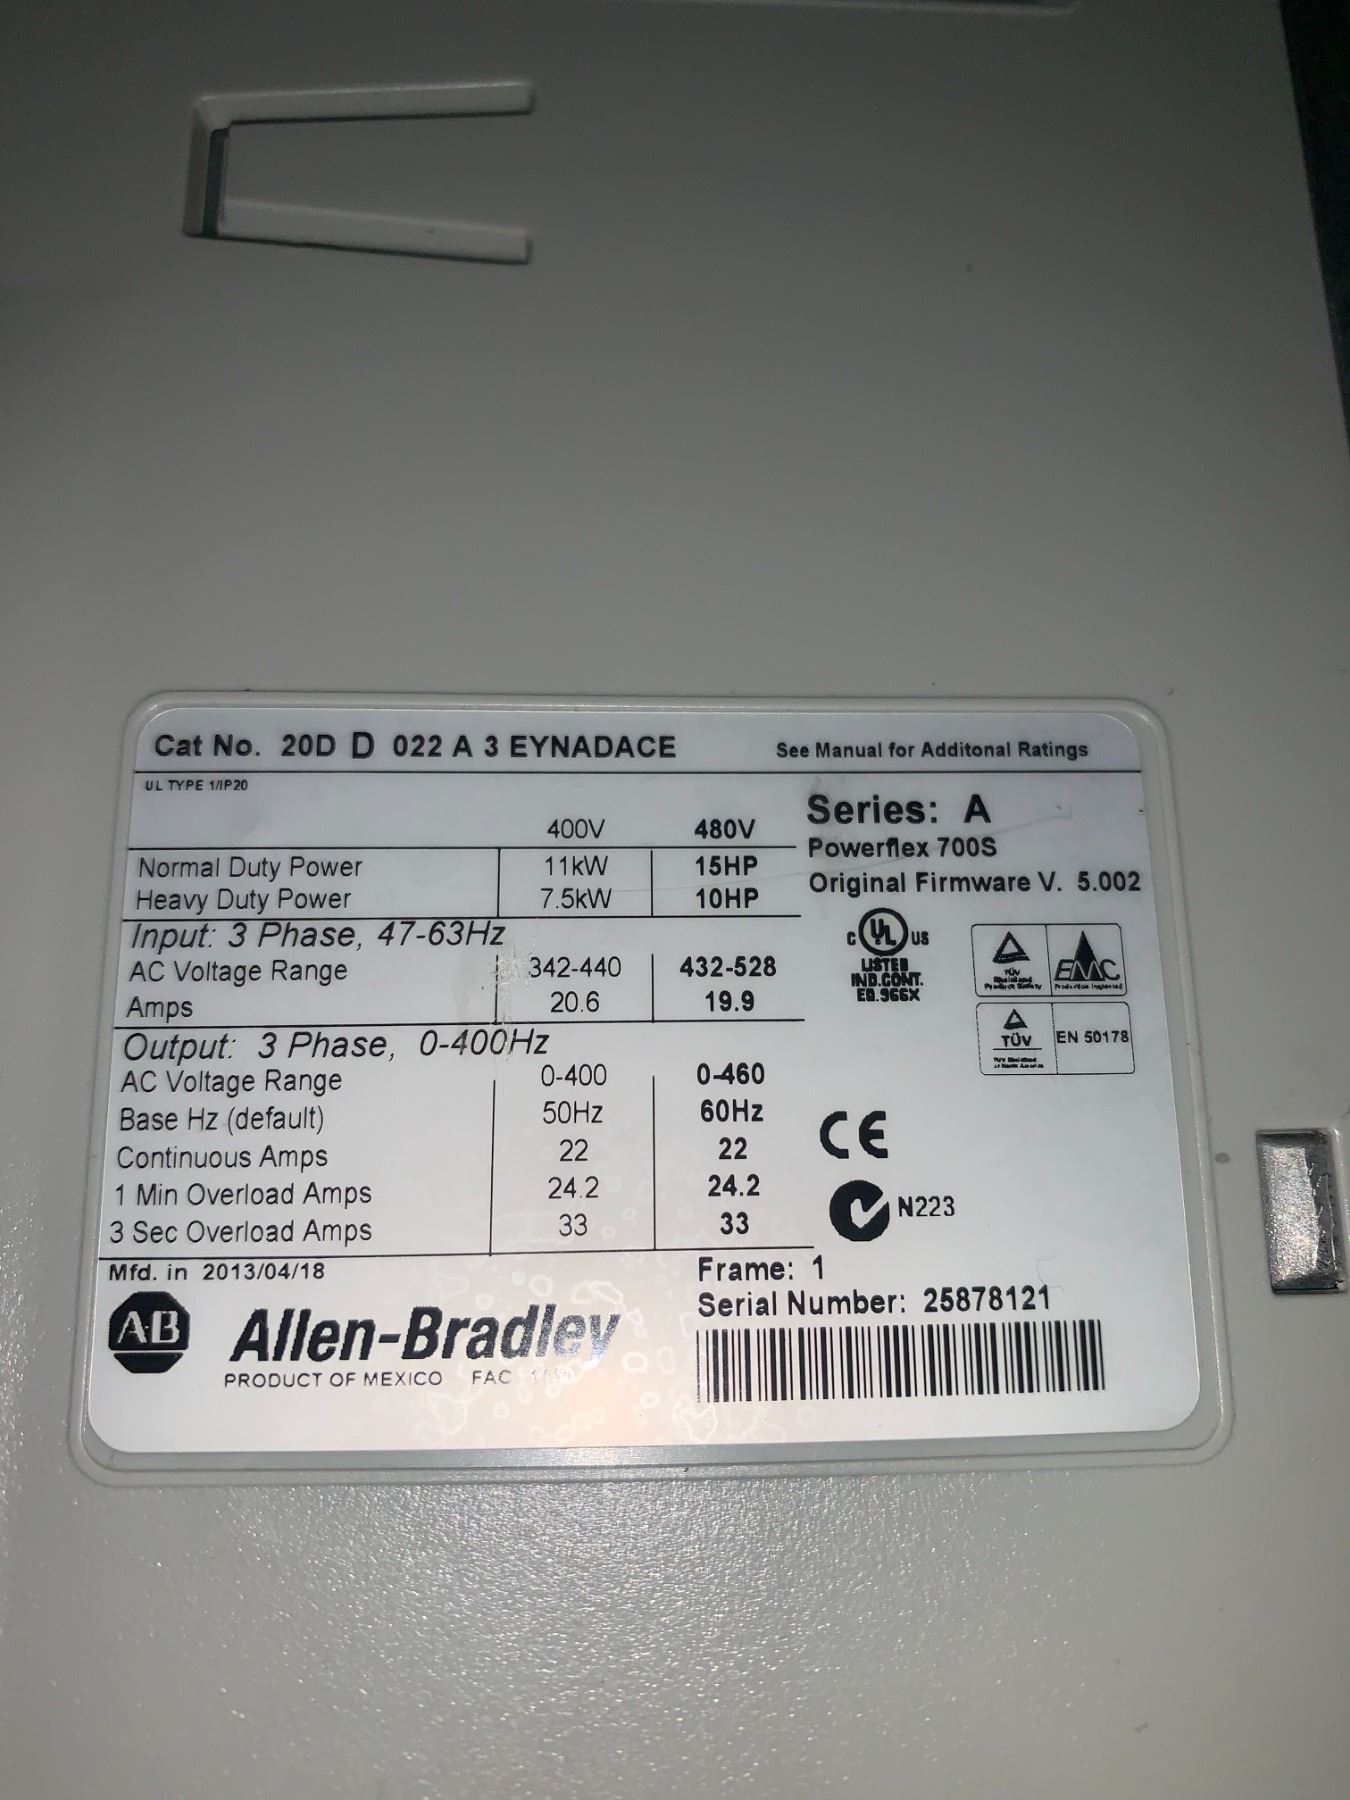 Cat No. 20D D 022 A 3 EYNADACE
See Manual for Additonal Ratings
UL TYPE 1/IP20
Series: A
Powerflex 700S
Original Firmware V. 5.002
400V 480V
Normal Duty Power 11kW 15HP
Heavy Duty Power 7.5kW 10HP
Input: 3 Phase, 47-63Hz
AC Voltage Range 342-440 432-528
Amps 20.6 19.9
Output: 3 Phase, 0-400Hz
AC Voltage Range 0-400 0-460
Base Hz (default) 50Hz 60Hz
Continuous Amps 22 22
1 Min Overload Amps 24.2 24.2
3 Sec Overload Amps 33 33
C UL US
LISTED
IND.CONT.
EQ.966X
TÜV
Product Safety
EMC
TÜV
EN 50178
CE
N223
Mfd. in 2013/04/18
Frame: 1
Serial Number: 25878121
A-B
Allen-Bradley
PRODUCT OF MEXICO FAC